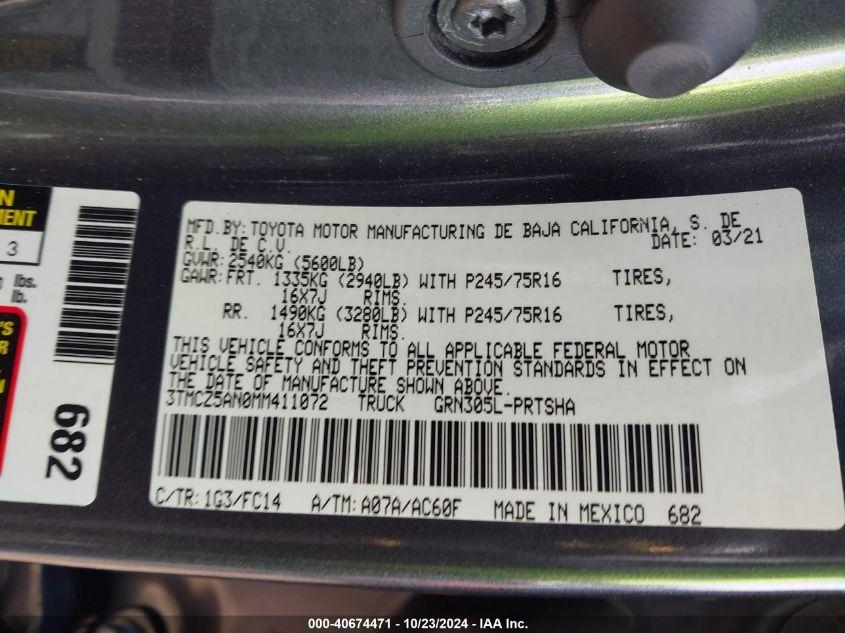 N
MENT
3
lbs.
lb.
'S
R
N
682
MFD.BY: TOYOTA MOTOR MANUFACTURING DE BAJA CALIFORNIA, S. DE
R.L. DE C.V. DATE: 03/21
GVWR: 2540KG (5600LB)
GAWR: FRT. 1335KG (2940LB) WITH P245/75R16 TIRES,
16X7J RIMS.
RR. 1490KG (3280LB) WITH P245/75R16 TIRES,
16X7J RIMS.
THIS VEHICLE CONFORMS TO ALL APPLICABLE FEDERAL MOTOR
VEHICLE SAFETY AND THEFT PREVENTION STANDARDS IN EFFECT ON
THE DATE OF MANUFACTURE SHOWN ABOVE.
3TMCZ5AN0MM411072 TRUCK GRN305L-PRTSHA
C/TR: 1G3/FC14 A/TM: A07A/AC60F MADE IN MEXICO 682
000-40674471 - 10/23/2024 - IAA Inc.